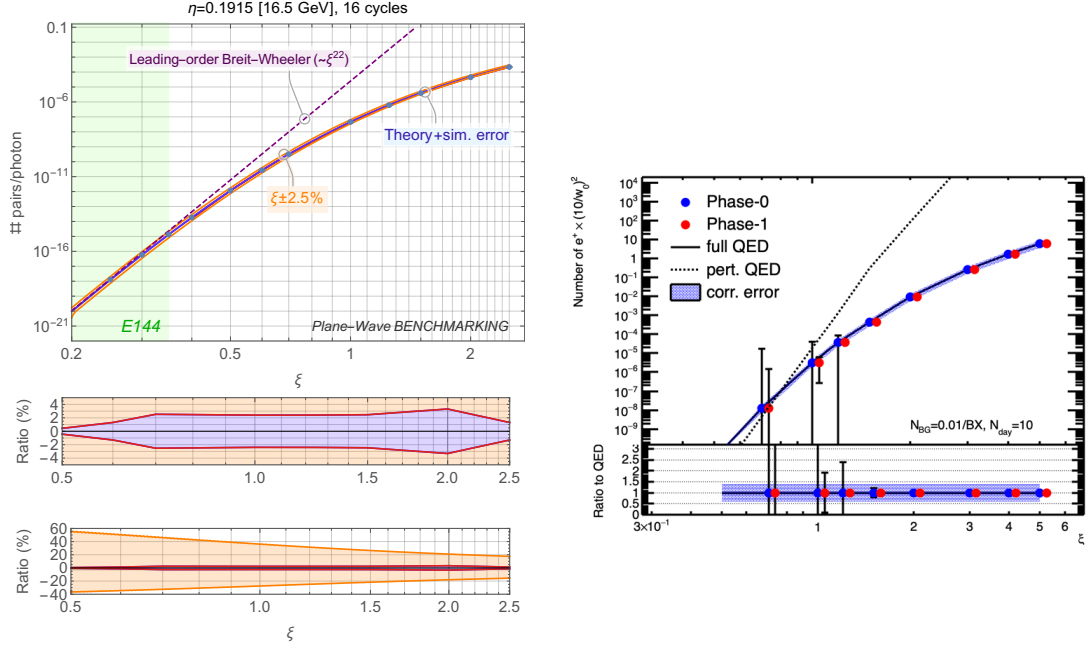 η=0.1915 [16.5 GeV], 16 cycles
0.1
10⁻⁶
10⁻¹¹
10⁻¹⁶
10⁻²¹
# pairs/photon
Leading–order Breit–Wheeler (~ξ²²)
Theory+sim. error
ξ±2.5%
E144
Plane–Wave BENCHMARKING
0.2 0.5 1 2
ξ
Ratio (%)
4
2
0
−2
−4
0.5 1.0 1.5 2.0 2.5
Ratio (%)
60
40
20
0
−20
−40
0.5 1.0 1.5 2.0 2.5
ξ
Number of e⁺ × (10/w₀)²
10⁴
10³
10²
10
1
10⁻¹
10⁻²
10⁻³
10⁻⁴
10⁻⁵
10⁻⁶
10⁻⁷
10⁻⁸
10⁻⁹
Phase-0
Phase-1
full QED
pert. QED
corr. error
N_BG=0.01/BX, N_day=10
Ratio to QED
3
2.5
2
1.5
1
0.5
0
3×10⁻¹ 1 2 3 4 5 6
ξ